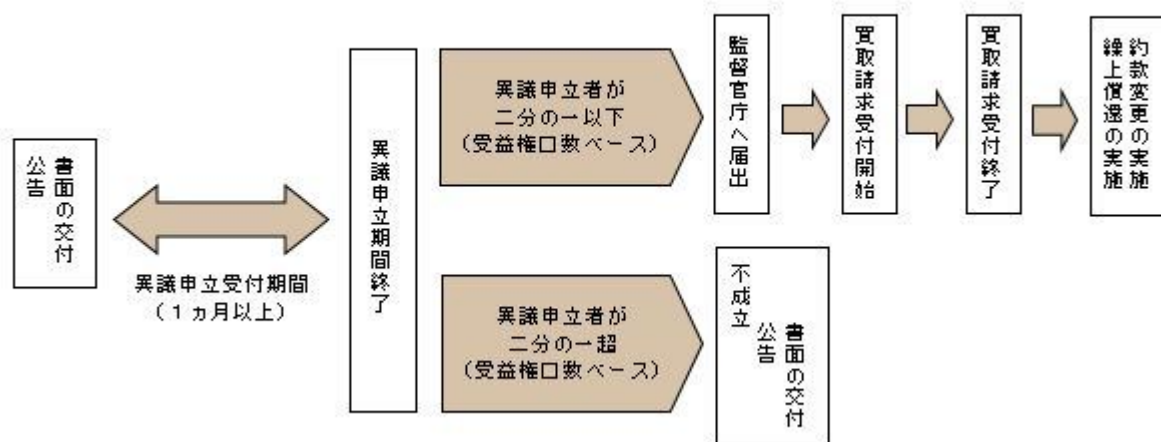 書面の交付
公告
異議申立受付期間
（１ヵ月以上）
異議申立期間終了
異議申立者が
二分の一以下
（受益権口数ベース）
監督官庁へ届出
買取請求受付開始
買取請求受付終了
約款変更の実施
繰上償還の実施
異議申立者が
二分の一超
（受益権口数ベース）
不成立
書面の交付
公告